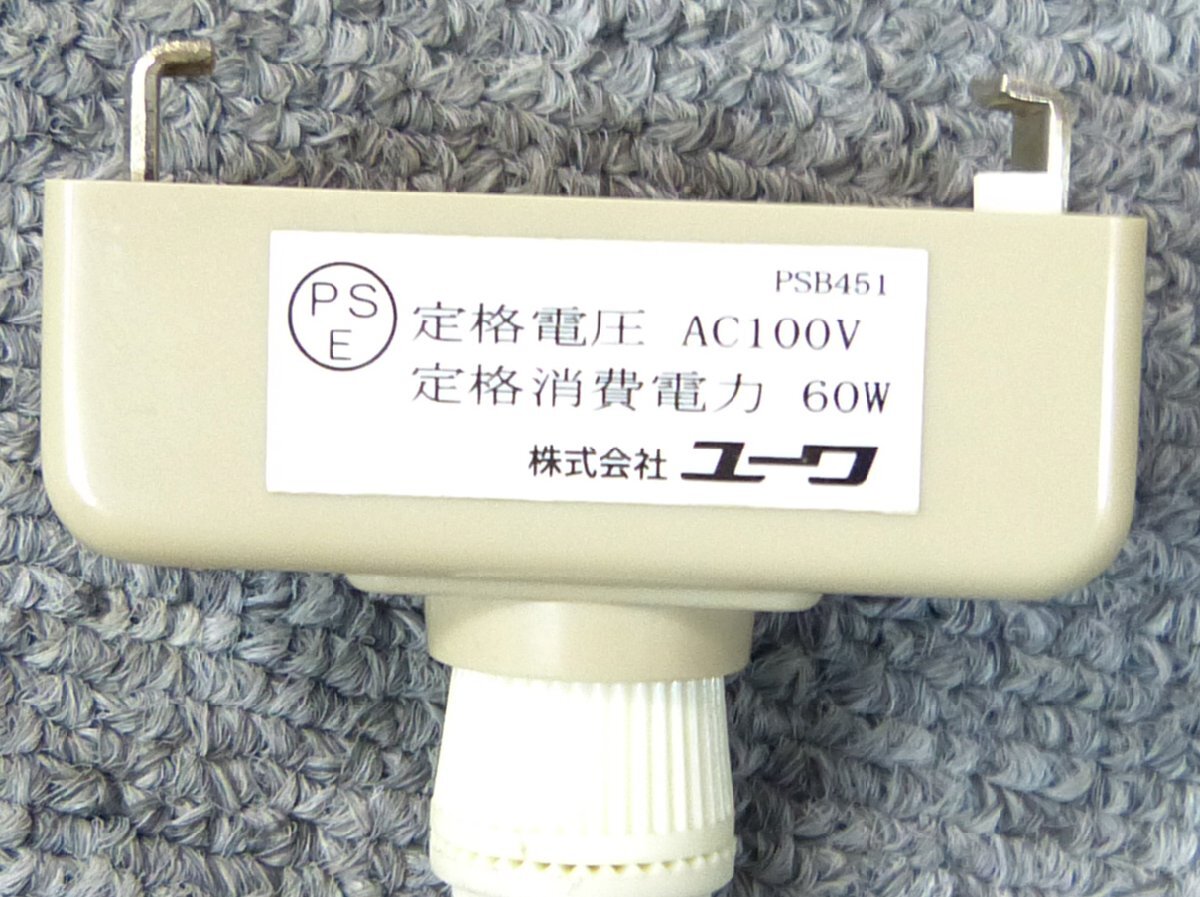 PSB451
PS
E
定格電圧 AC100V
定格消費電力 60W
株式会社 ユーワ